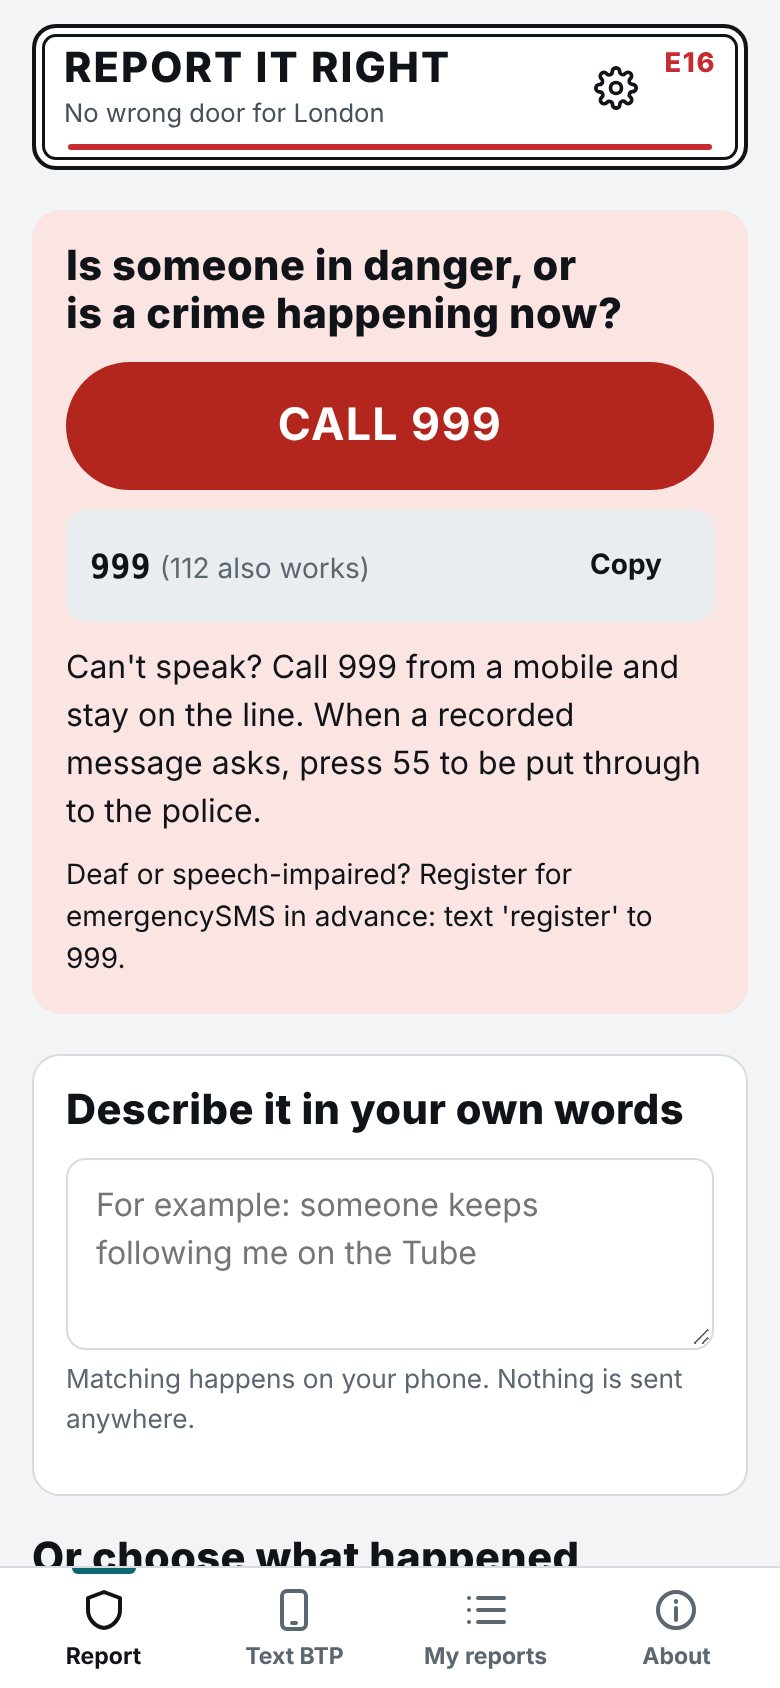 REPORT IT RIGHT
E16
No wrong door for London
Is someone in danger, or
is a crime happening now?
CALL 999
999 (112 also works)
Copy
Can't speak? Call 999 from a mobile and
stay on the line. When a recorded
message asks, press 55 to be put through
to the police.
Deaf or speech-impaired? Register for
emergencySMS in advance: text 'register' to
999.
Describe it in your own words
For example: someone keeps
following me on the Tube
Matching happens on your phone. Nothing is sent
anywhere.
Or choose what happened
Report
Text BTP
My reports
About